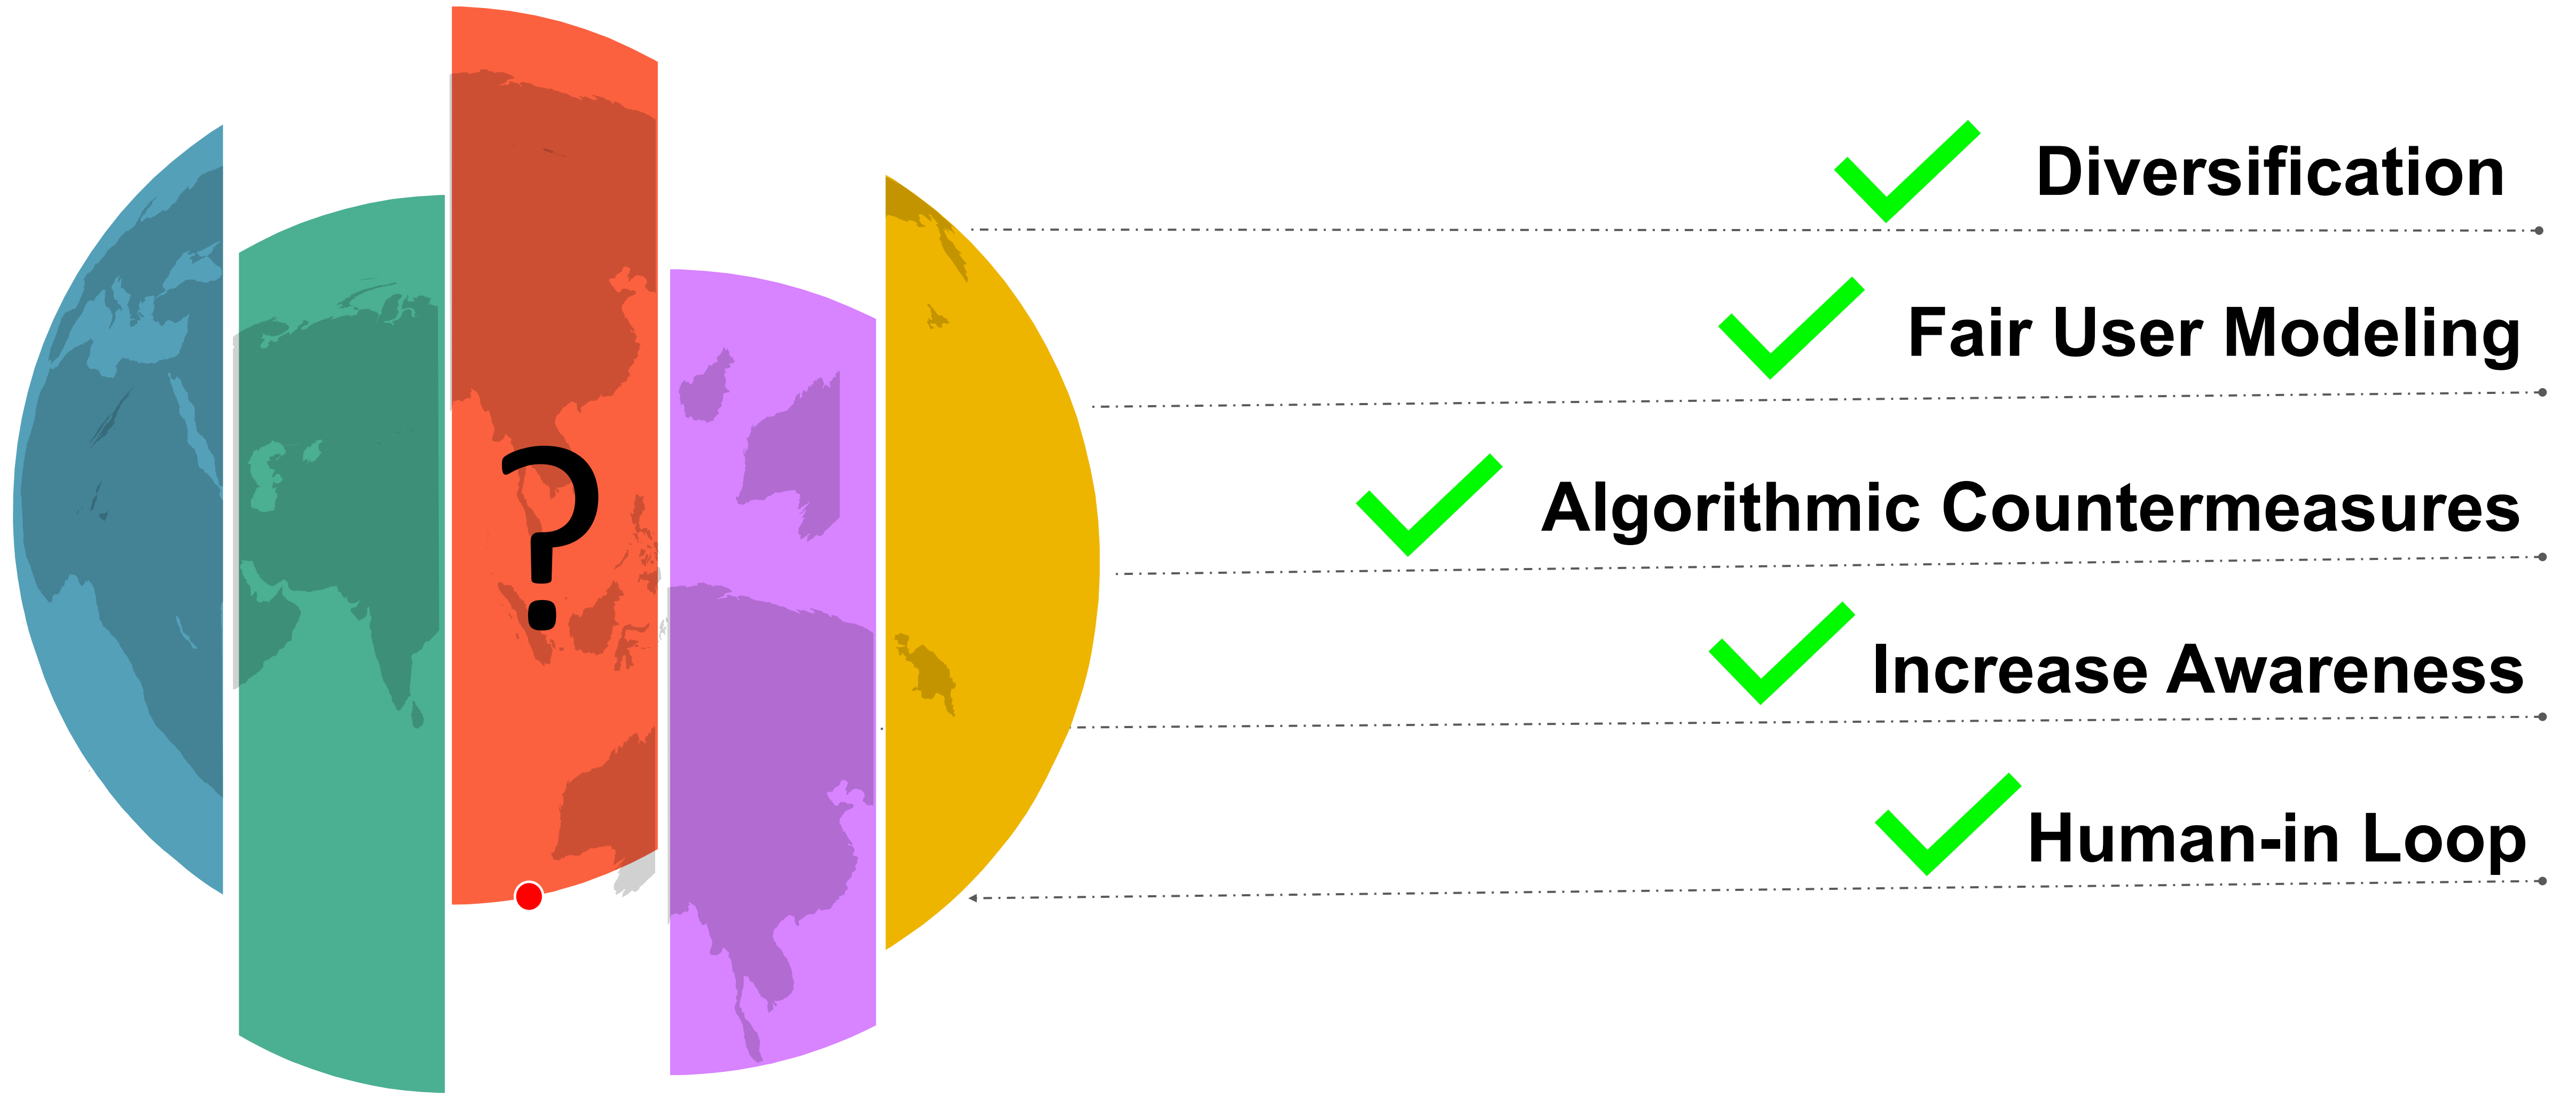 Diversification
Fair User Modeling
?
Algorithmic Countermeasures
Increase Awareness
Human-in Loop